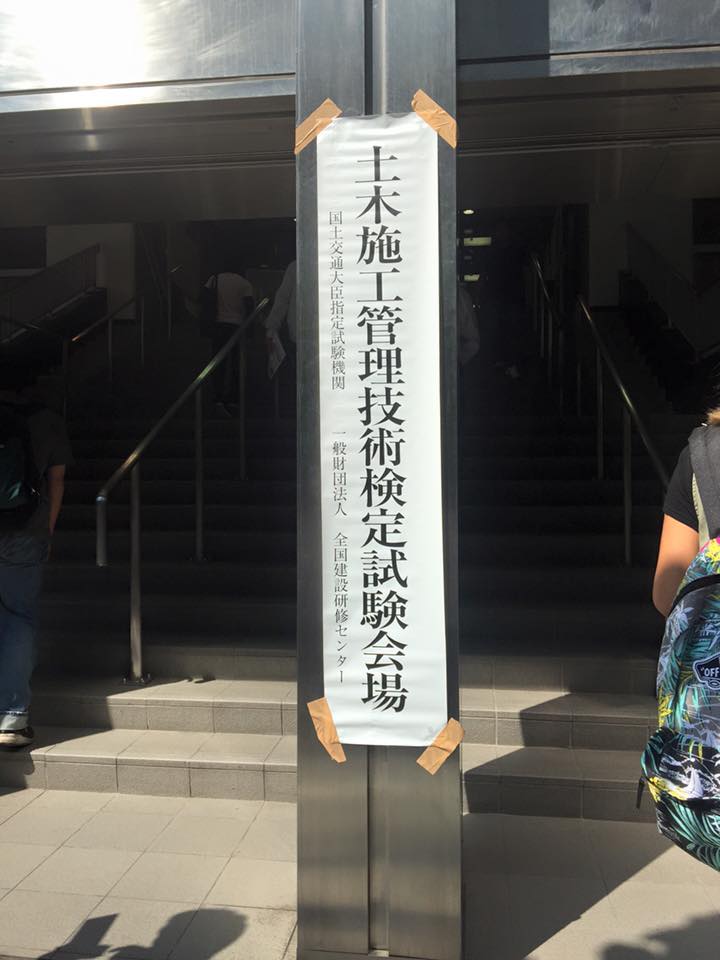 土木施工管理技術検定試験会場
国土交通大臣指定試験機関 一般財団法人 全国建設研修センター
"OFF